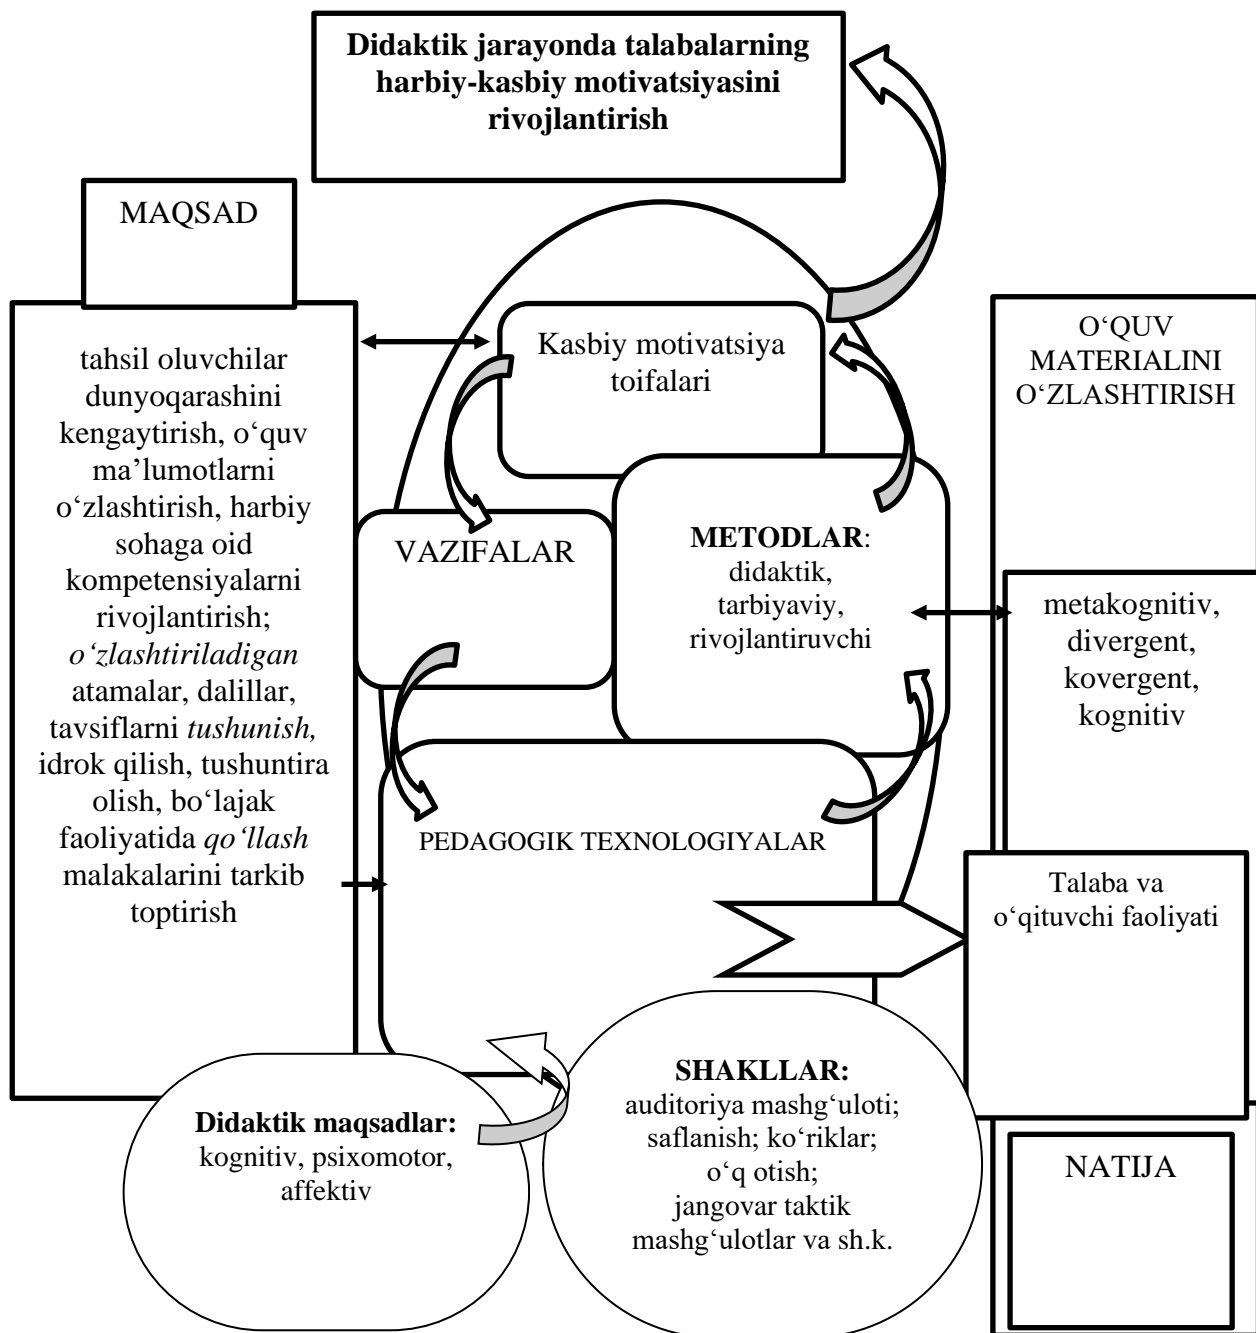 Didaktik jarayonda talabalarning
harbiy-kasbiy motivatsiyasini
rivojlantirish
MAQSAD
tahsil oluvchilar
dunyoqarashini
kengaytirish, o‘quv
ma’lumotlarni
o‘zlashtirish, harbiy
sohaga oid
kompetensiyalarni
rivojlantirish;
o‘zlashtiriladigan
atamalar, dalillar,
tavsiflarni tushunish,
idrok qilish, tushuntira
olish, bo‘lajak
faoliyatida qo‘llash
malakalarini tarkib
toptirish
Kasbiy motivatsiya
toifalari
VAZIFALAR
METODLAR:
didaktik,
tarbiyaviy,
rivojlantiruvchi
PEDAGOGIK TEXNOLOGIYALAR
O‘QUV
MATERIALINI
O‘ZLASHTIRISH
metakognitiv,
divergent,
kovergent,
kognitiv
Talaba va
o‘qituvchi faoliyati
Didaktik maqsadlar:
kognitiv, psixomotor,
affektiv
SHAKLLAR:
auditoriya mashg‘uloti;
saflanish; ko‘riklar;
o‘q otish;
jangovar taktik
mashg‘ulotlar va sh.k.
NATIJA